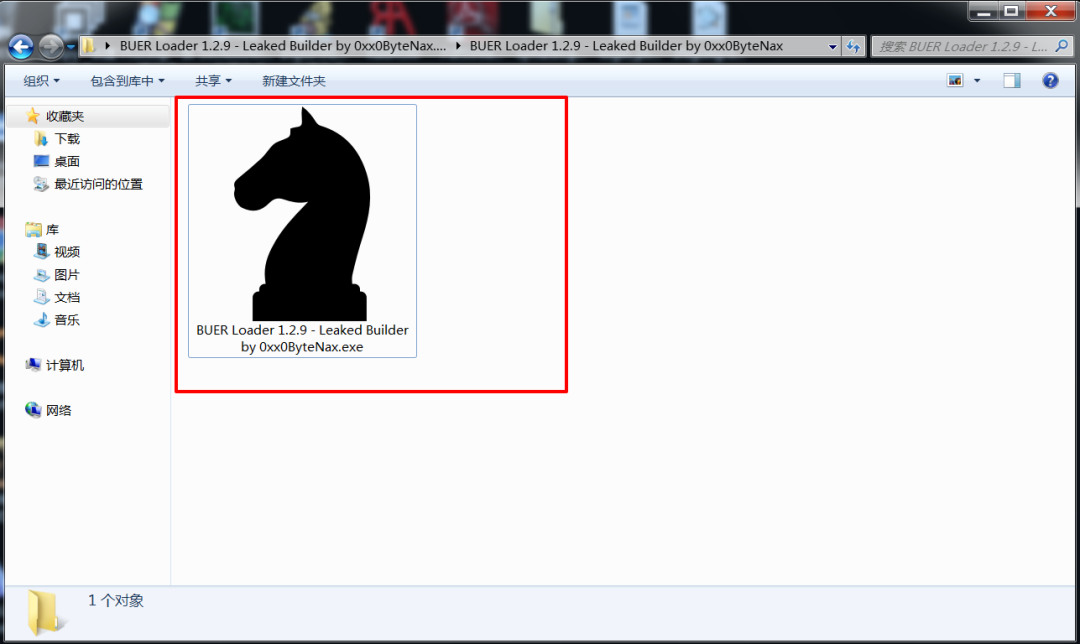 BUER Loader 1.2.9 - Leaked Builder by 0xx0ByteNax.... BUER Loader 1.2.9 - Leaked Builder by 0xx0ByteNax
搜索 BUER Loader 1.2.9 - L...
组织 包含到库中 共享 新建文件夹
收藏夹
下载
桌面
最近访问的位置
库
视频
图片
文档
音乐
计算机
网络
BUER Loader 1.2.9 - Leaked Builder
by 0xx0ByteNax.exe
1 个对象